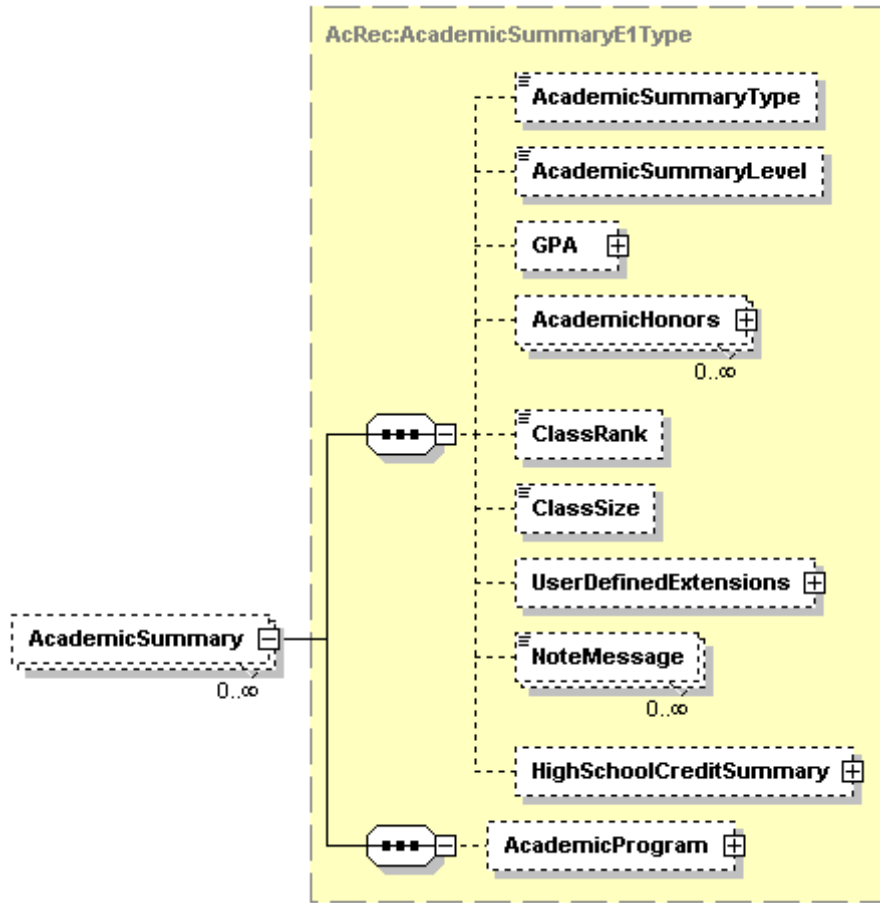 AcRec:AcademicSummaryE1Type
AcademicSummaryType
AcademicSummaryLevel
GPA
AcademicHonors
0..∞
ClassRank
ClassSize
UserDefinedExtensions
AcademicSummary
0..∞
NoteMessage
0..∞
HighSchoolCreditSummary
AcademicProgram